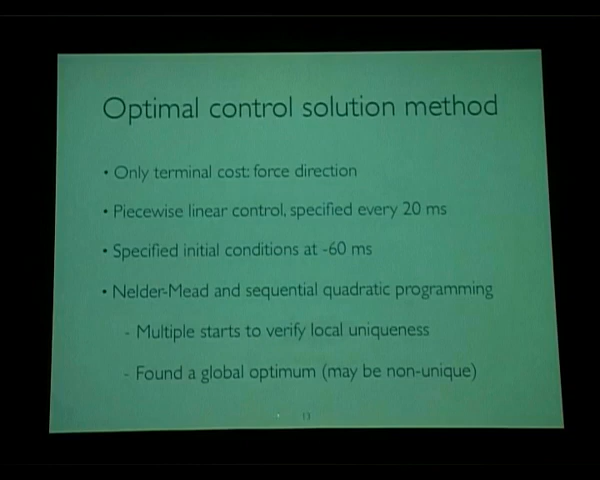 Optimal control solution method
• Only terminal cost: force direction
• Piecewise linear control, specified every 20 ms
• Specified initial conditions at -60 ms
• Nelder-Mead and sequential quadratic programming
- Multiple starts to verify local uniqueness
- Found a global optimum (may be non-unique)